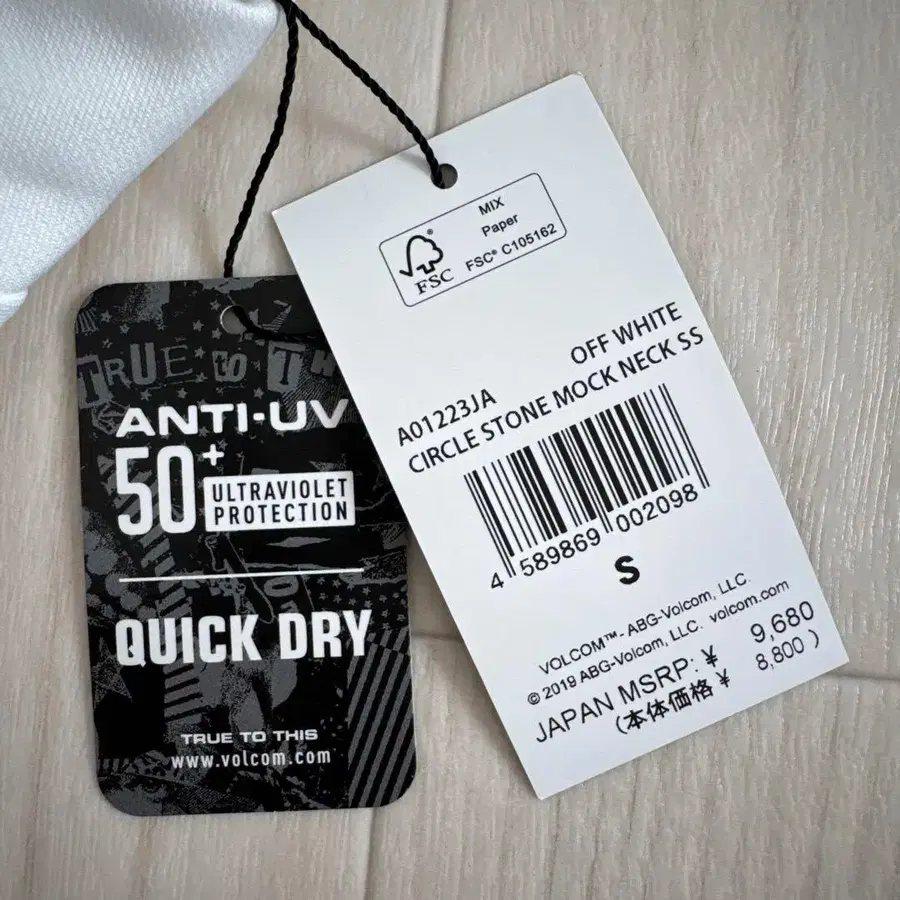 TRUE TO TH
ANTI-UV
50+
ULTRAVIOLET
PROTECTION
QUICK DRY
TRUE TO THIS
www.volcom.com
MIX
Paper
FSC® C105162
FSC®
OFF WHITE
A01223JA
CIRCLE STONE MOCK NECK SS
4 589869 002098
S
VOLCOM™- ABG-Volcom, LLC.
© 2019 ABG-Volcom, LLC. volcom.com
JAPAN MSRP: ¥ 9,680
(本体価格 ¥ 8,800 )